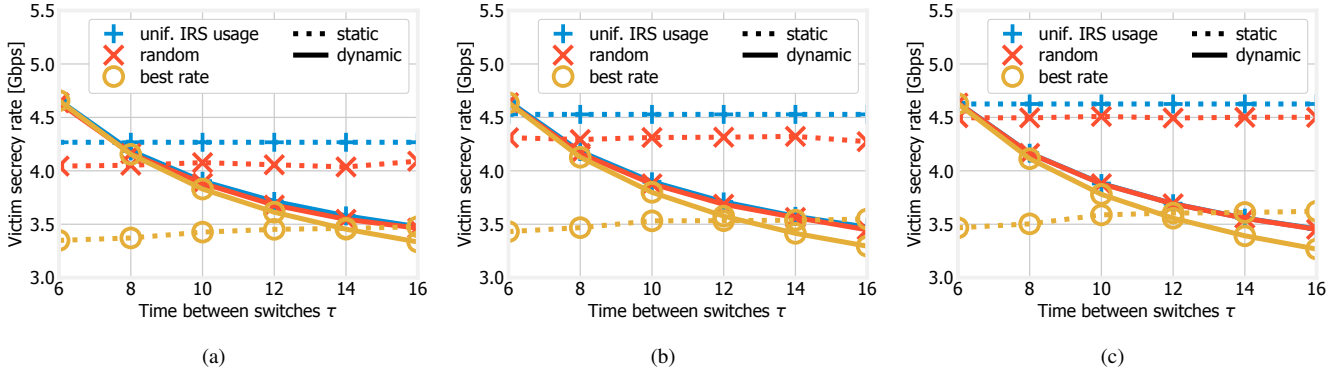 5.5
5.0
4.5
4.0
3.5
3.0
Victim secrecy rate [Gbps]
unif. IRS usage
random
best rate
static
dynamic
6 8 10 12 14 16
Time between switches τ
(a)
5.5
5.0
4.5
4.0
3.5
3.0
Victim secrecy rate [Gbps]
unif. IRS usage
random
best rate
static
dynamic
6 8 10 12 14 16
Time between switches τ
(b)
5.5
5.0
4.5
4.0
3.5
3.0
Victim secrecy rate [Gbps]
unif. IRS usage
random
best rate
static
dynamic
6 8 10 12 14 16
Time between switches τ
(c)